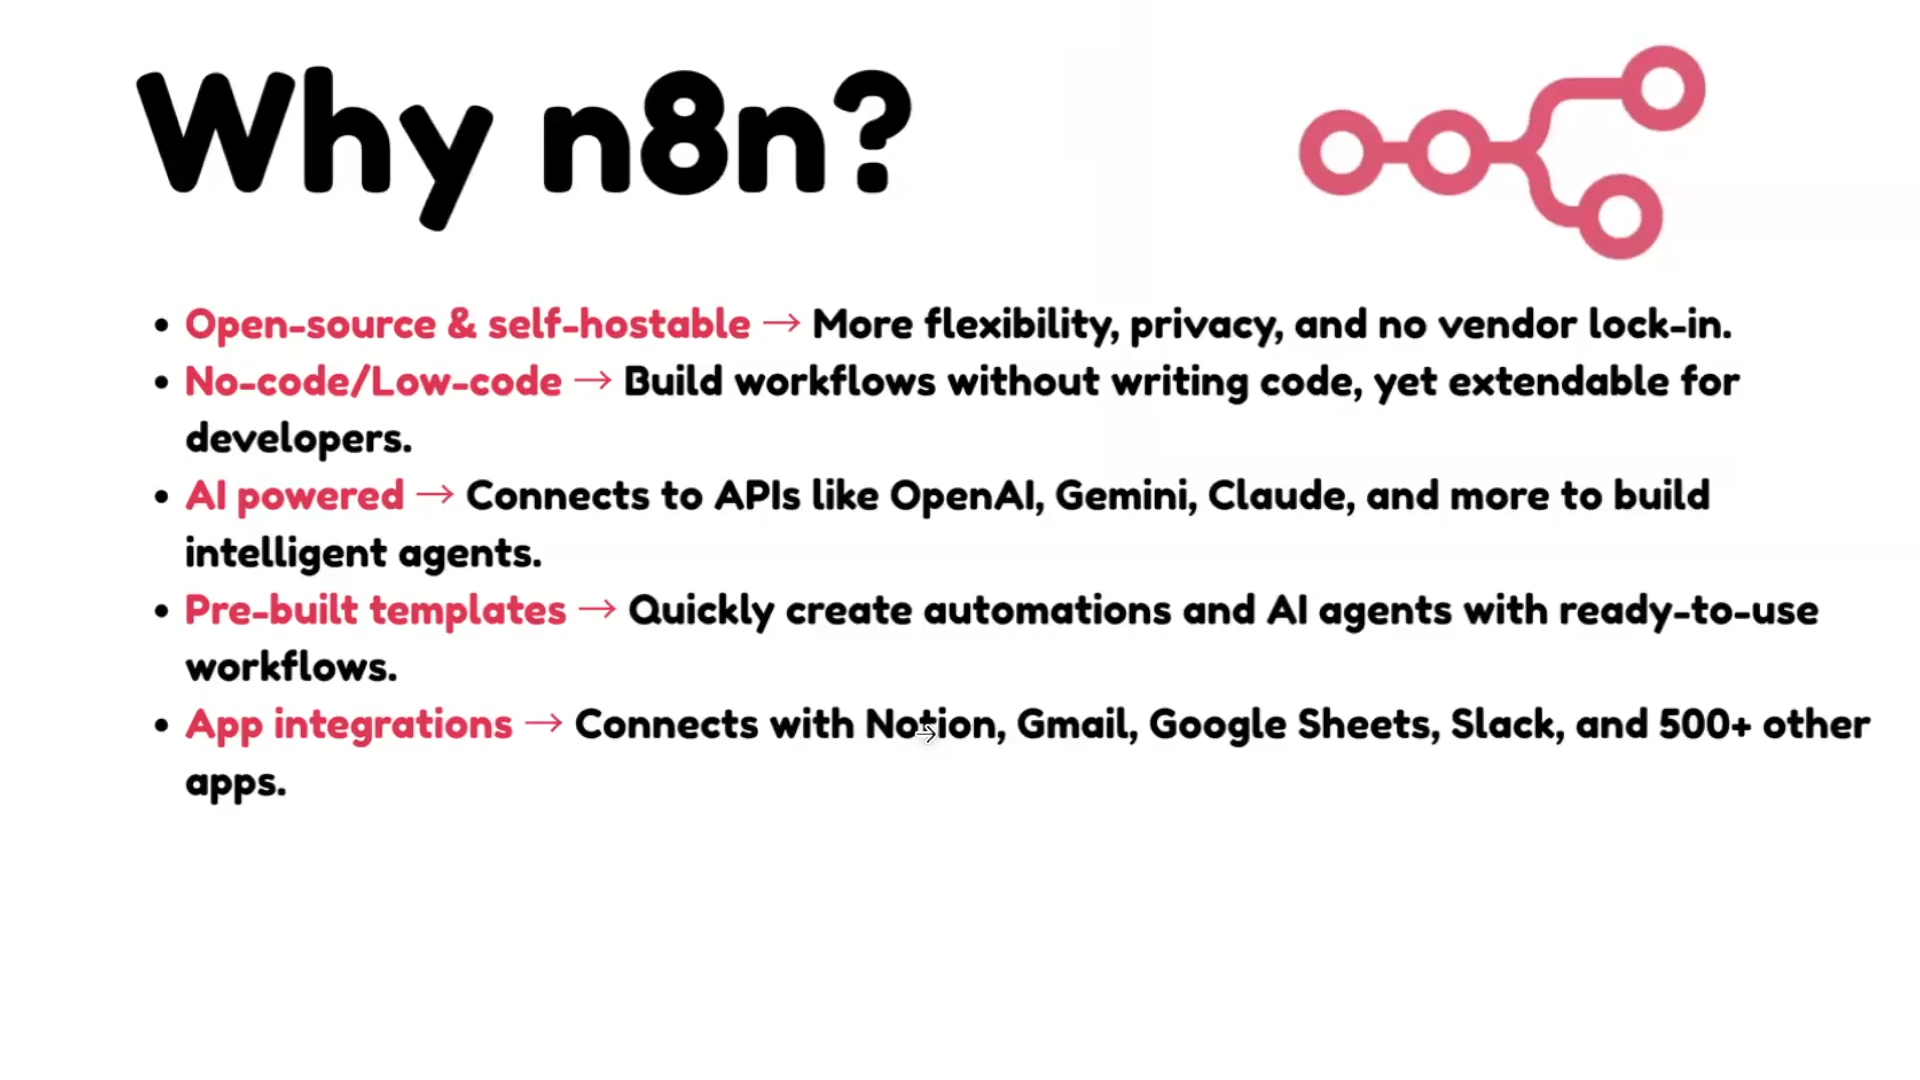 Why n8n?
• Open-source & self-hostable → More flexibility, privacy, and no vendor lock-in.
• No-code/Low-code → Build workflows without writing code, yet extendable for
developers.
• AI powered → Connects to APIs like OpenAI, Gemini, Claude, and more to build
intelligent agents.
• Pre-built templates → Quickly create automations and AI agents with ready-to-use
workflows.
• App integrations → Connects with Notion, Gmail, Google Sheets, Slack, and 500+ other
apps.